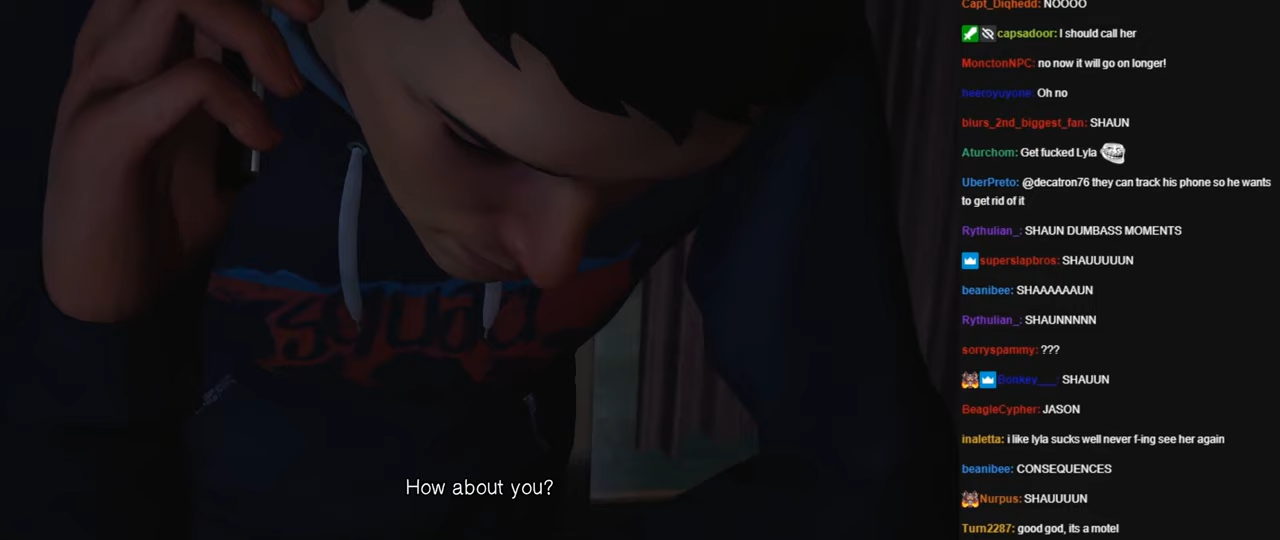 squad
How about you?
Capt_Diqhedd: NOOOO
capsadoor: I should call her
MonctonNPC: no now it will go on longer!
heeroyuyone: Oh no
blurs_2nd_biggest_fan: SHAUN
Aturchom: Get fucked Lyla
UberPreto: @decatron76 they can track his phone so he wants
to get rid of it
Rythulian_: SHAUN DUMBASS MOMENTS
superslapbros: SHAUUUUUN
beanibee: SHAAAAAAUN
Rythulian_: SHAUNNNNN
sorryspammy: ???
Bonkey___: SHAUUN
BeagleCypher: JASON
inaletta: i like lyla sucks well never f-ing see her again
beanibee: CONSEQUENCES
Nurpus: SHAUUUUN
Turn2287: good god, its a motel